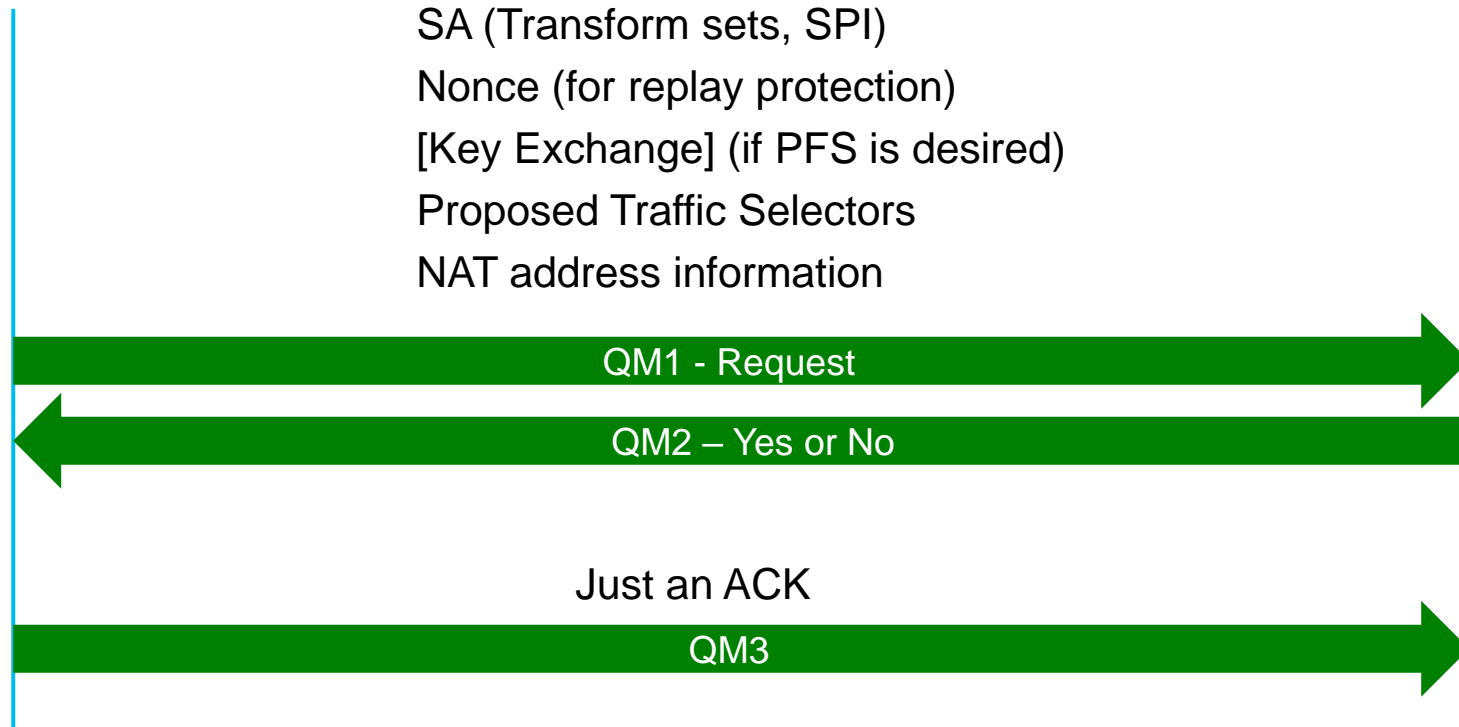 SA (Transform sets, SPI)
Nonce (for replay protection)
[Key Exchange] (if PFS is desired)
Proposed Traffic Selectors
NAT address information
QM1 - Request
QM2 – Yes or No
Just an ACK
QM3